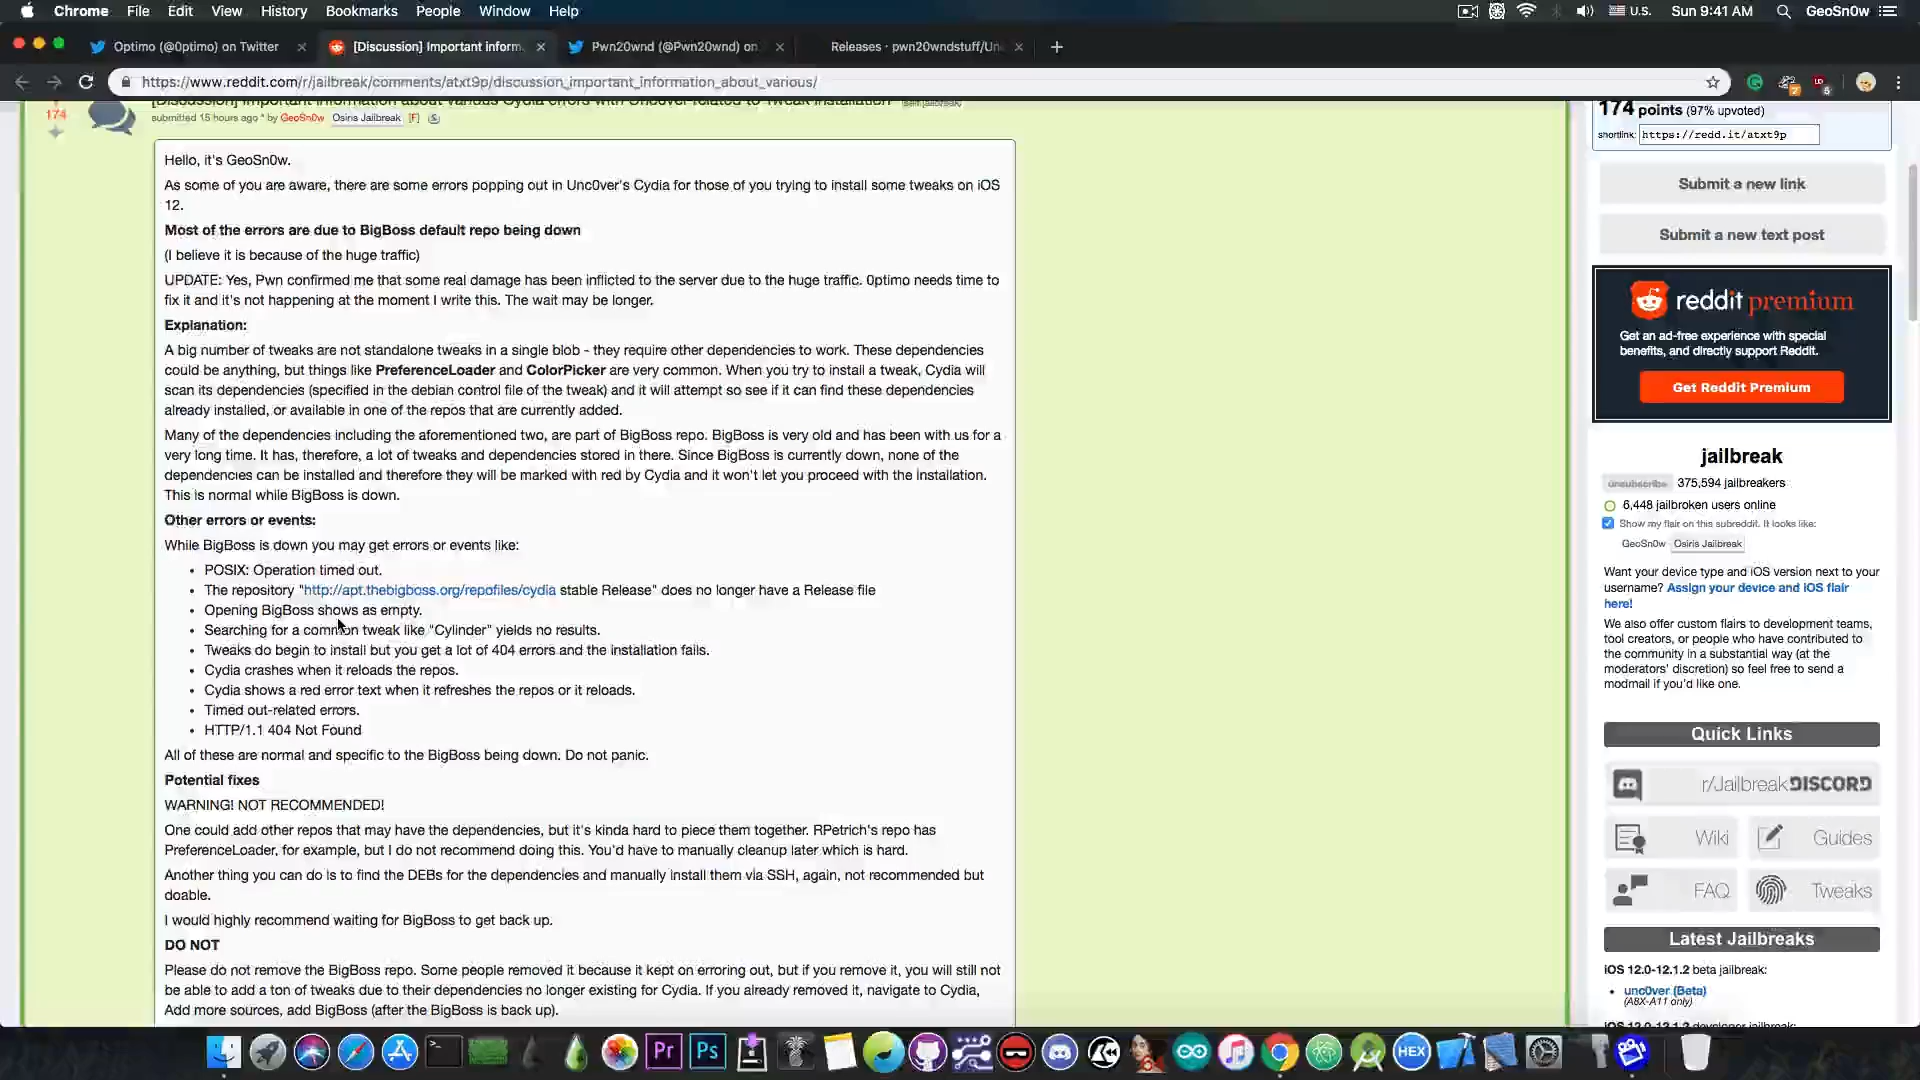 Chrome File Edit View History Bookmarks People Window Help U.S. Sun 9:41 AM GeoSn0w
Optimo (@0ptimo) on Twitter [Discussion] Important inform Pwn20wnd (@Pwn20wnd) on Releases · pwn20wndstuff/Un
https://www.reddit.com/r/jailbreak/comments/atxt9p/discussion_important_information_about_various/
[Discussion] Important information about various Cydia errors with Unc0ver related to Tweak Installation (self.jailbreak)
174
submitted 15 hours ago * by GeoSn0w Osiris Jailbreak [F] S
Hello, it's GeoSn0w.
As some of you are aware, there are some errors popping out in Unc0ver's Cydia for those of you trying to install some tweaks on iOS
12.
Most of the errors are due to BigBoss default repo being down
(I believe it is because of the huge traffic)
UPDATE: Yes, Pwn confirmed me that some real damage has been inflicted to the server due to the huge traffic. 0ptimo needs time to
fix it and it's not happening at the moment I write this. The wait may be longer.
Explanation:
A big number of tweaks are not standalone tweaks in a single blob - they require other dependencies to work. These dependencies
could be anything, but things like PreferenceLoader and ColorPicker are very common. When you try to install a tweak, Cydia will
scan its dependencies (specified in the debian control file of the tweak) and it will attempt so see if it can find these dependencies
already installed, or available in one of the repos that are currently added.
Many of the dependencies including the aforementioned two, are part of BigBoss repo. BigBoss is very old and has been with us for a
very long time. It has, therefore, a lot of tweaks and dependencies stored in there. Since BigBoss is currently down, none of the
dependencies can be installed and therefore they will be marked with red by Cydia and it won't let you proceed with the installation.
This is normal while BigBoss is down.
Other errors or events:
While BigBoss is down you may get errors or events like:
• POSIX: Operation timed out.
• The repository "http://apt.thebigboss.org/repofiles/cydia stable Release" does no longer have a Release file
• Opening BigBoss shows as empty.
• Searching for a common tweak like "Cylinder" yields no results.
• Tweaks do begin to install but you get a lot of 404 errors and the installation fails.
• Cydia crashes when it reloads the repos.
• Cydia shows a red error text when it refreshes the repos or it reloads.
• Timed out-related errors.
• HTTP/1.1 404 Not Found
All of these are normal and specific to the BigBoss being down. Do not panic.
Potential fixes
WARNING! NOT RECOMMENDED!
One could add other repos that may have the dependencies, but it's kinda hard to piece them together. RPetrich's repo has
PreferenceLoader, for example, but I do not recommend doing this. You'd have to manually cleanup later which is hard.
Another thing you can do is to find the DEBs for the dependencies and manually install them via SSH, again, not recommended but
doable.
I would highly recommend waiting for BigBoss to get back up.
DO NOT
Please do not remove the BigBoss repo. Some people removed it because it kept on erroring out, but if you remove it, you will still not
be able to add a ton of tweaks due to their dependencies no longer existing for Cydia. If you already removed it, navigate to Cydia,
Add more sources, add BigBoss (after the BigBoss is back up).
174 points (97% upvoted)
shortlink: https://redd.it/atxt9p
Submit a new link
Submit a new text post
reddit premium
Get an ad-free experience with special
benefits, and directly support Reddit.
Get Reddit Premium
jailbreak
unsubscribe 375,594 jailbreakers
6,448 jailbroken users online
Show my flair on this subreddit. It looks like:
GeoSn0w Osiris Jailbreak
Want your device type and iOS version next to your
username? Assign your device and iOS flair
here!
We also offer custom flairs to development teams,
tool creators, or people who have contributed to
the community in a substantial way (at the
moderators' discretion) so feel free to send a
modmail if you'd like one.
Quick Links
r/Jailbreak DISCORD
Wiki Guides
FAQ Tweaks
Latest Jailbreaks
iOS 12.0-12.1.2 beta jailbreak:
• unc0ver (Beta)
(A8X-A11 only)
iOS 12.0-12.1.2 developer jailbreak:
Pr Ps HEX